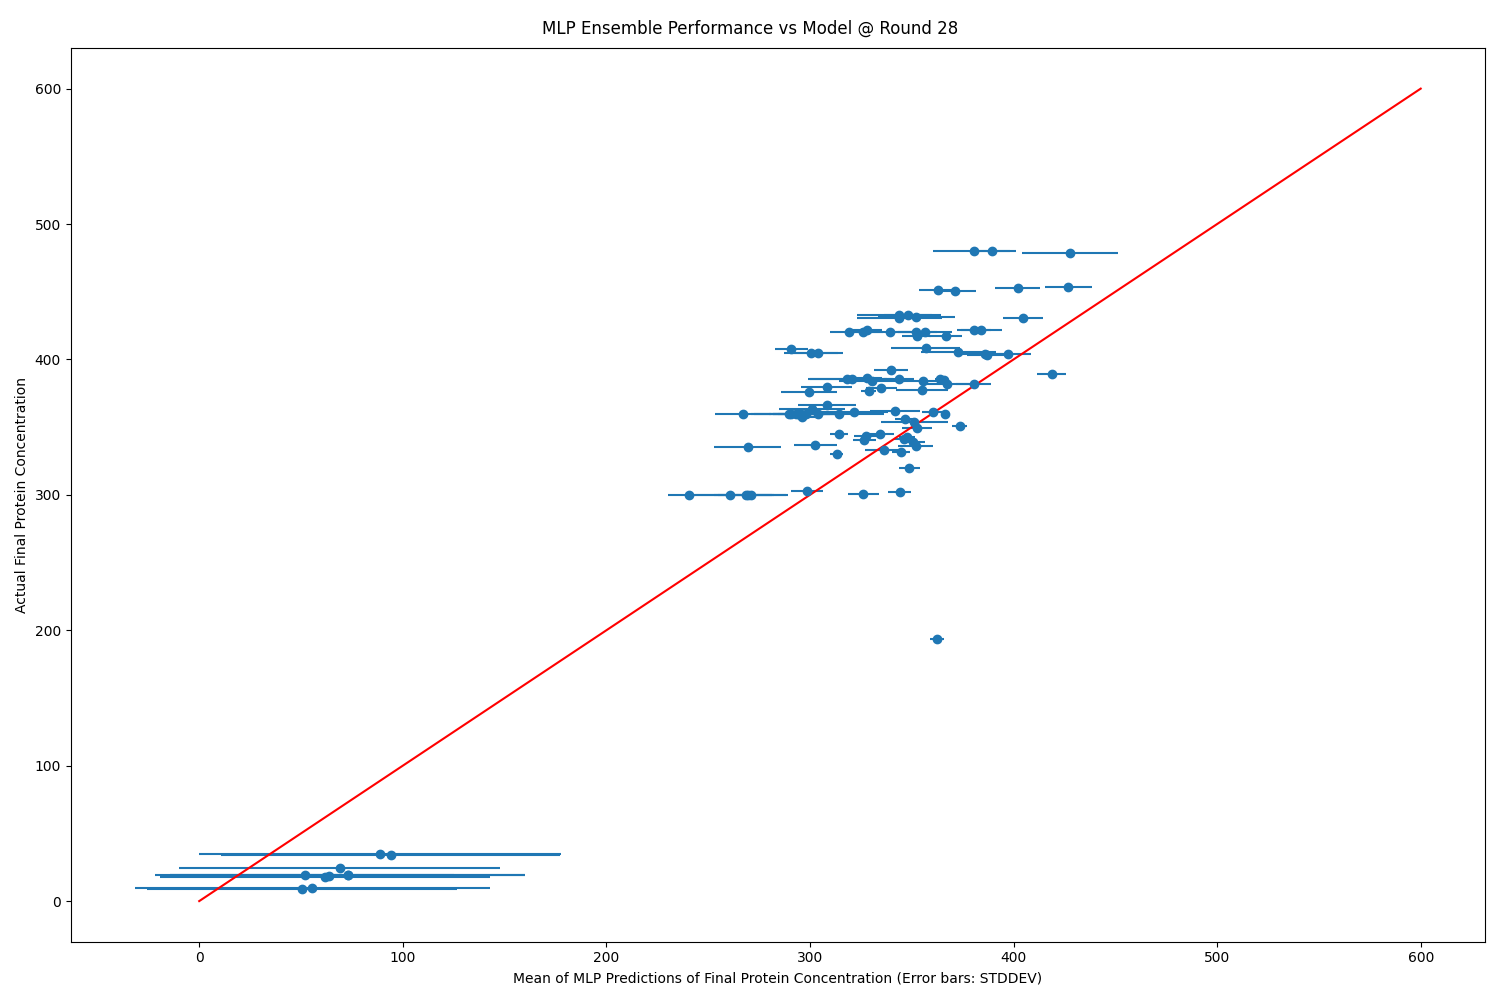 MLP Ensemble Performance vs Model @ Round 28
600
500
400
300
200
100
0
Actual Final Protein Concentration
0 100 200 300 400 500 600
Mean of MLP Predictions of Final Protein Concentration (Error bars: STDDEV)